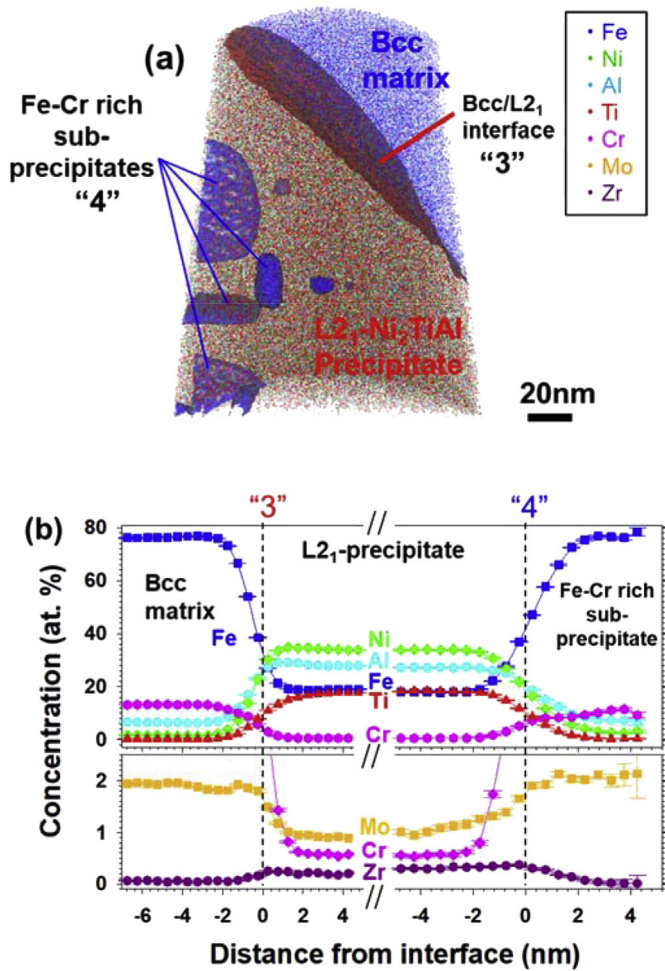 (a)
Bcc
matrix
Fe-Cr rich
sub-
precipitates
"4"
Bcc/L2₁
interface
"3"
L2₁-Ni₂TiAl
Precipitate
20nm
Fe
Ni
Al
Ti
Cr
Mo
Zr
(b)
"3" "4"
Concentration (at. %)
80
60
40
20
0
Bcc
matrix
Fe
L2₁-precipitate
Ni
Al
Fe
Ti
Cr
Fe-Cr rich
sub-
precipitate
2
1
0
Mo
Cr
Zr
-6 -4 -2 0 2 4 -4 -2 0 2 4
Distance from interface (nm)